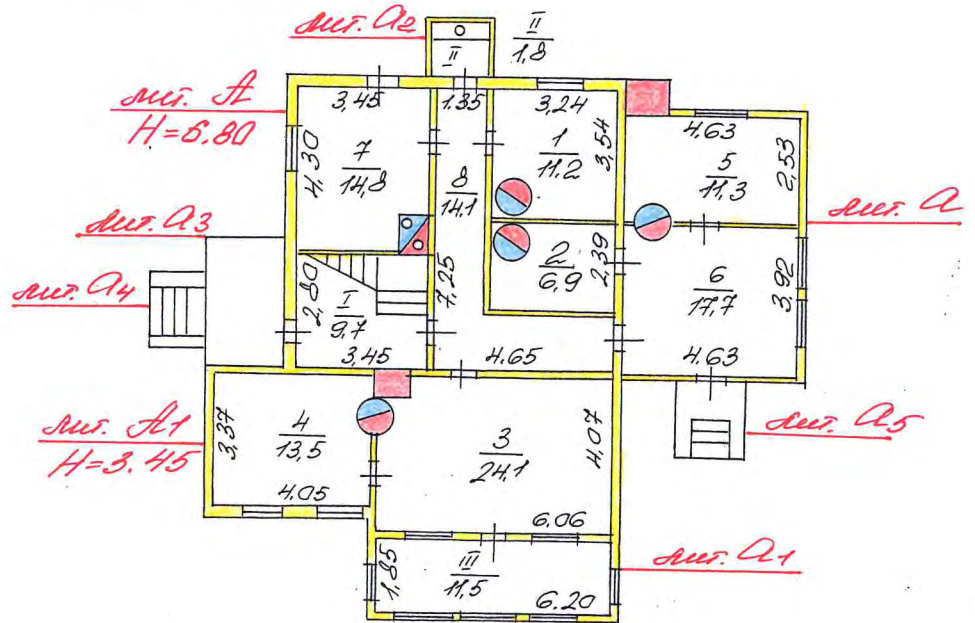 лит. а2
II
II
1,8
лит. А
H=6.80
3,45
1.35
3,24
4.63
4,30
7
14,8
8
14,1
1
11.2
3,54
5
11,3
2,53
лит. а3
лит. а
лит. а4
2,80
I
9,7
3,45
7,25
2
6,9
2,39
6
17,7
3,92
4.65
4.63
лит. А1
H=3.45
3,37
4
13,5
4.05
3
24,1
4,07
6.06
лит. а5
1,85
III
11,5
6.20
лит. а1